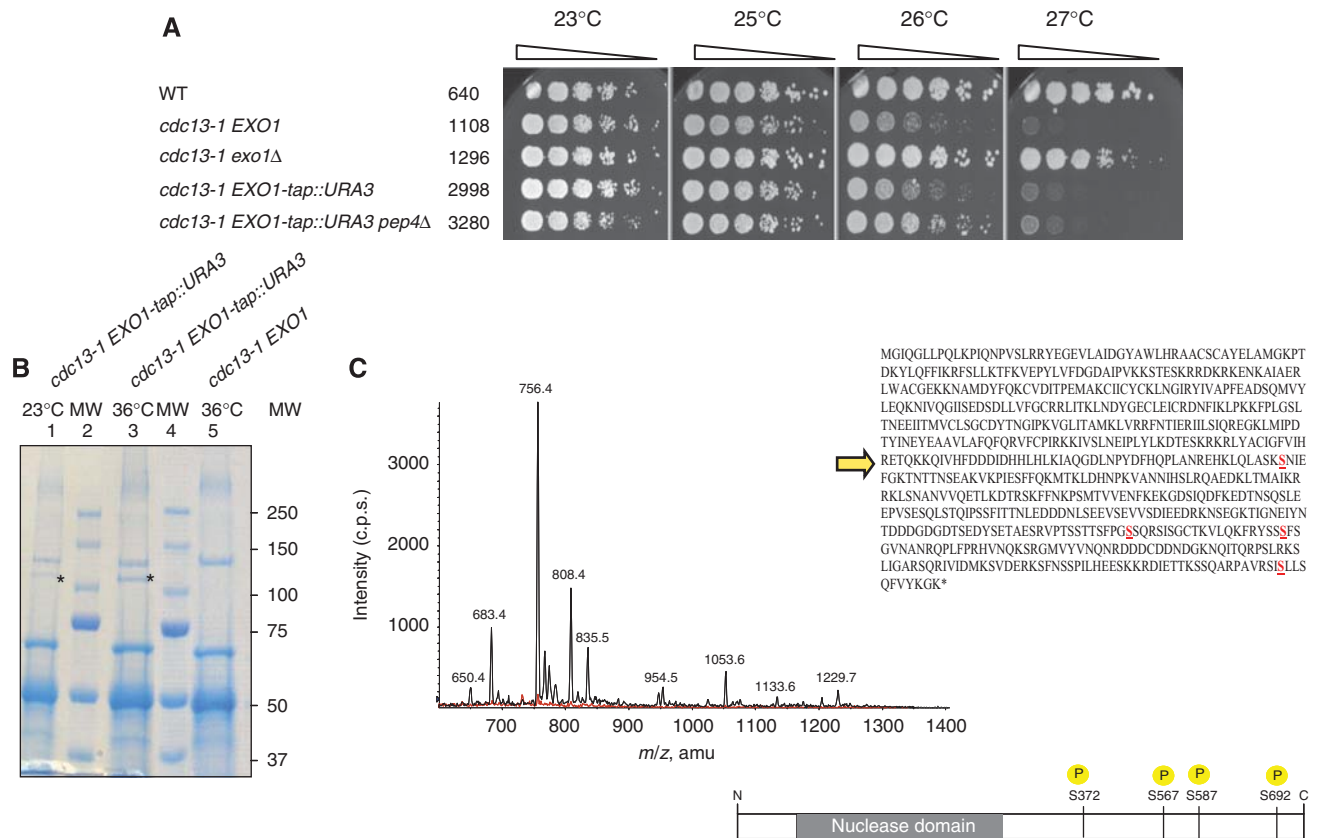 A
23°C 25°C 26°C 27°C
WT 640
cdc13-1 EXO1 1108
cdc13-1 exo1Δ 1296
cdc13-1 EXO1-tap::URA3 2998
cdc13-1 EXO1-tap::URA3 pep4Δ 3280
B
cdc13-1 EXO1-tap::URA3
cdc13-1 EXO1-tap::URA3
cdc13-1 EXO1
23°C MW 36°C MW 36°C MW
1 2 3 4 5
250
150
100
75
50
37
*
*
C
Intensity (c.p.s.)
3000
2000
1000
650.4
683.4
756.4
808.4
835.5
954.5
1053.6
1133.6
1229.7
700 800 900 1000 1100 1200 1300 1400
m/z, amu
MGIQGLLPQLKPIQNPVSLRRYEGEVLAIDGYAWLHRAACSCAYELAMGKPT
DKYLQFFIKRFSLLKTFKVEPYLVFDGDAIPVKKSTESKRRDKRKENKAIAER
LWACGEKKNAMDYFQKCVDITPEMAKCIICYCKLNGIRYIVAPFEADSQMVY
LEQKNIVQGIISEDSDLLVFGCRRLITKLNDYGECLEICRDNFIKLPKKFPLGSL
TNEEIITMVCLSGCDYTNGIPKVGLITAMKLVRRFNTIERIILSIQREGKLMIPD
TYINEYEAAVLAFQFQRVFCPIRKKIVSLNEIPLYLKDTESKRKRLYACIGFVIH
RETQKKQIVHFDDDIDHHLHLKIAQGDLNPYDFHQPLANREHKLQLASKSNIE
FGKTNTTNSEAKVKPIESFFQKMTKLDHNPKVANNIHSLRQAEDKLTMAIKR
RKLSNANVVQETLKDTRSKFFNKPSMTVVENFKEKGDSIQDFKEDTNSQSLE
EPVSESQLSTQIPSSFITTNLEDDDNLSEEVSEVVSDIEEDRKNSEGKTIGNEIYN
TDDDGDGDTSEDYSETAESRVPTSSTTSFPGSSQRSISGCTKVLQKFRYSSSFS
GVNANRQPLFPRHVNQKSRGMVYVNQNRDDDCDDNDGKNQITQRPSLRKS
LIGARSQRIVIDMKSVDERKSFNSSPILHEESKKRDIETTKSSQARPAVRSISLLS
QFVYKGK*
P P P P
N S372 S567 S587 S692 C
Nuclease domain